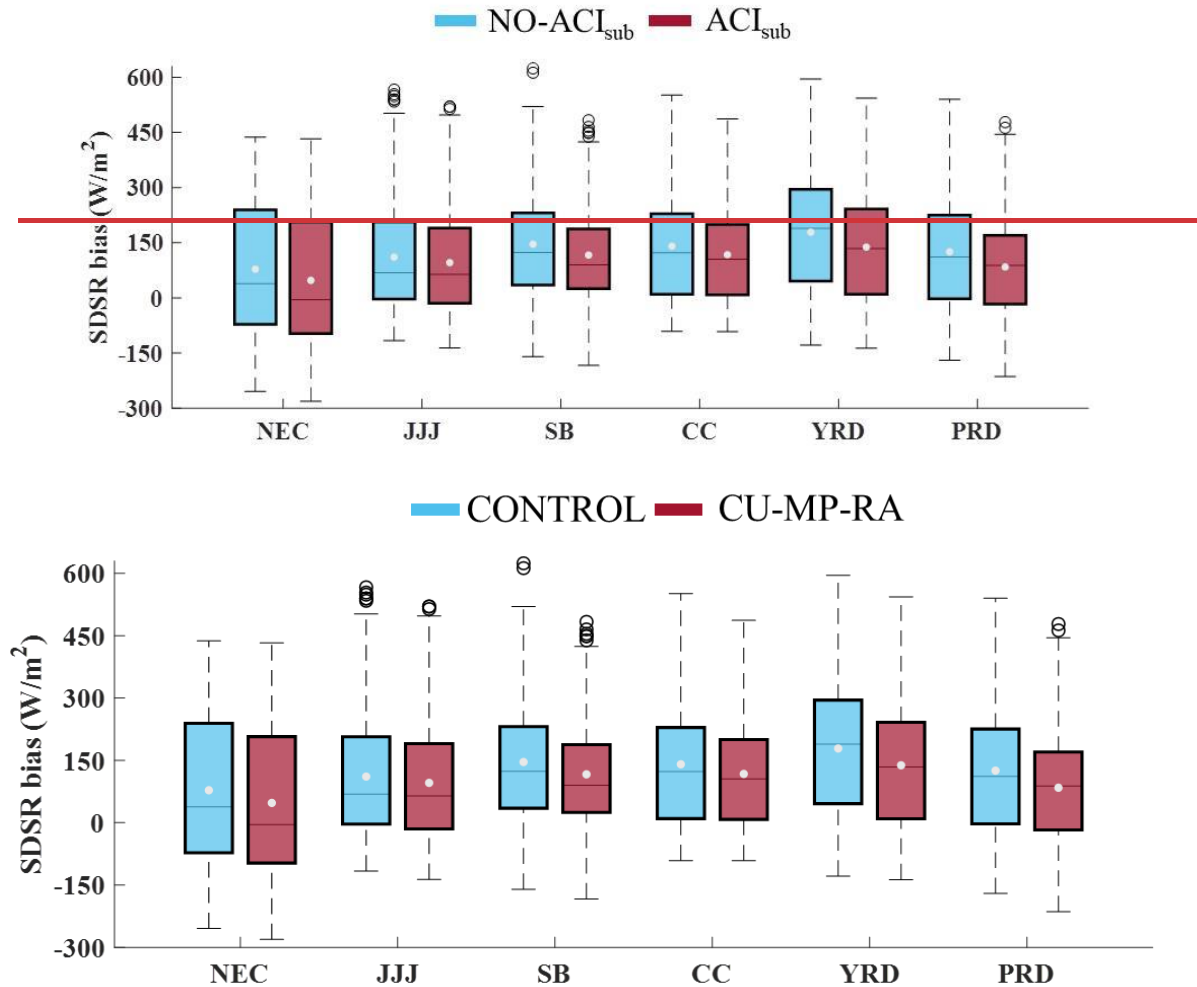 NO-ACIsub ACIsub
600
450
300
150
0
-150
-300
SDSR bias (W/m²)
NEC JJJ SB CC YRD PRD
CONTROL CU-MP-RA
600
450
300
150
0
-150
-300
SDSR bias (W/m²)
NEC JJJ SB CC YRD PRD